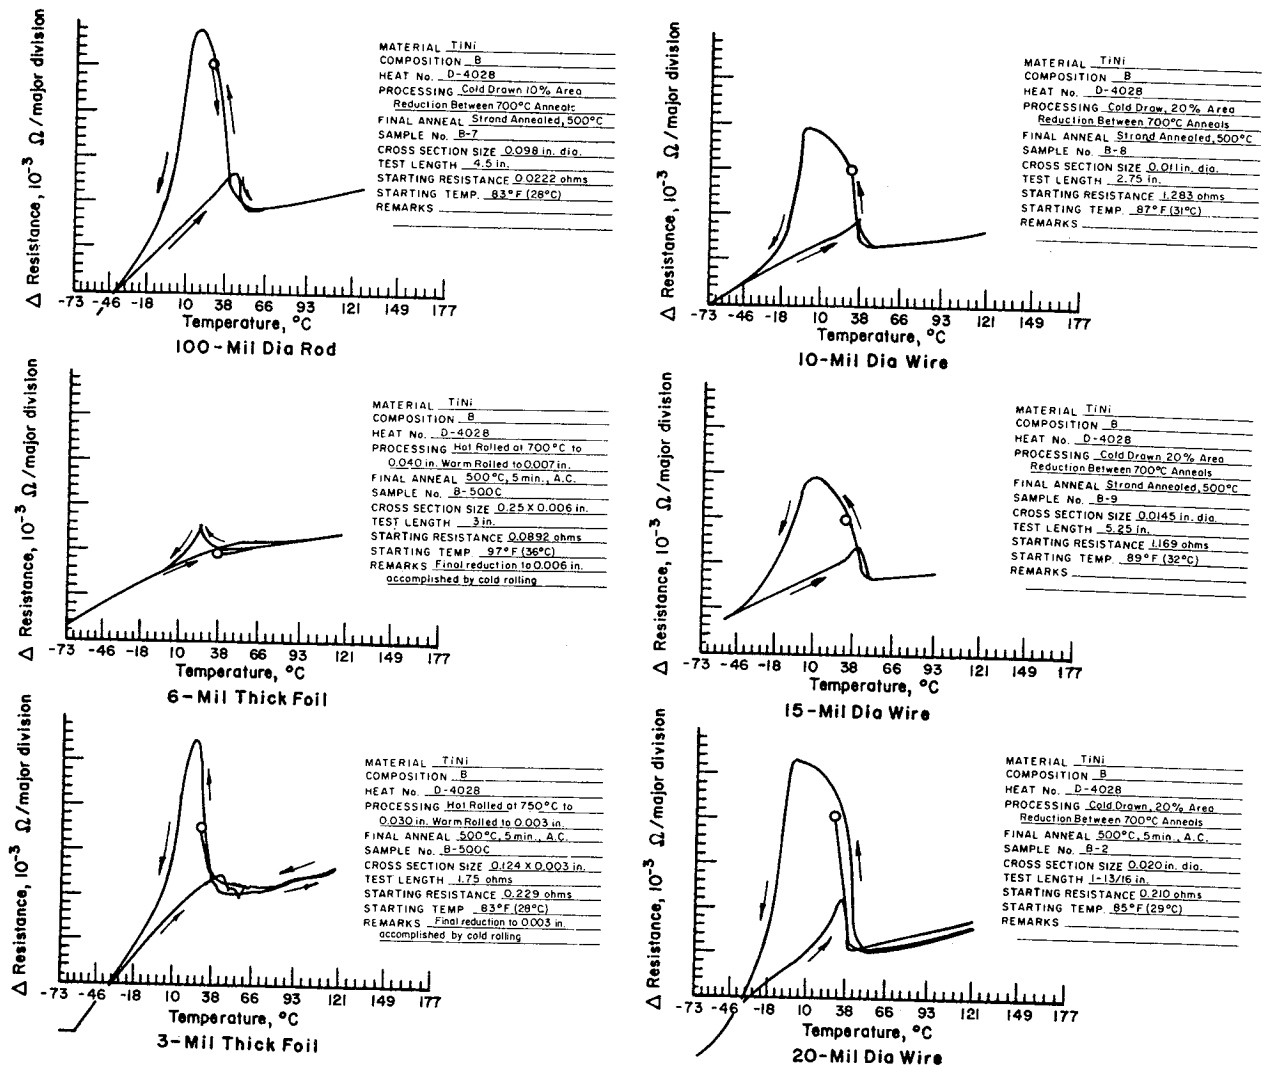 Δ Resistance, 10⁻³ Ω/major division
MATERIAL TiNi
COMPOSITION B
HEAT No. D-4028
PROCESSING Cold Drawn 10% Area
Reduction Between 700°C Anneals
FINAL ANNEAL Strand Annealed, 500°C
SAMPLE No. B-7
CROSS SECTION SIZE 0.098 in. dia.
TEST LENGTH 4.5 in.
STARTING RESISTANCE 0.0222 ohms
STARTING TEMP. 83°F (28°C)
REMARKS
-73 -46 -18 10 38 66 93 121 149 177
Temperature, °C
100-Mil Dia Rod
Δ Resistance, 10⁻³ Ω/major division
MATERIAL TiNi
COMPOSITION B
HEAT No. D-4028
PROCESSING Cold Draw, 20% Area
Reduction Between 700°C Anneals
FINAL ANNEAL Strand Annealed, 500°C
SAMPLE No. B-8
CROSS SECTION SIZE 0.011 in. dia.
TEST LENGTH 2.75 in.
STARTING RESISTANCE 1.283 ohms
STARTING TEMP. 87°F (31°C)
REMARKS
-73 -46 -18 10 38 66 93 121 149 177
Temperature, °C
10-Mil Dia Wire
Δ Resistance, 10⁻³ Ω/major division
MATERIAL TiNi
COMPOSITION B
HEAT No. D-4028
PROCESSING Hot Rolled at 700°C to
0.040 in. Warm Rolled to 0.007 in.
FINAL ANNEAL 500°C, 5 min., A.C.
SAMPLE No. B-500C
CROSS SECTION SIZE 0.25 X 0.006 in.
TEST LENGTH 3 in.
STARTING RESISTANCE 0.0892 ohms
STARTING TEMP. 97°F (36°C)
REMARKS Final reduction to 0.006 in.
accomplished by cold rolling
-73 -46 -18 10 38 66 93 121 149 177
Temperature, °C
6-Mil Thick Foil
Δ Resistance, 10⁻³ Ω/major division
MATERIAL TiNi
COMPOSITION B
HEAT No. D-4028
PROCESSING Cold Drawn 20% Area
Reduction Between 700°C Anneals
FINAL ANNEAL Strand Annealed, 500°C
SAMPLE No. B-9
CROSS SECTION SIZE 0.0145 in. dia.
TEST LENGTH 5.25 in.
STARTING RESISTANCE 1.169 ohms
STARTING TEMP. 89°F (32°C)
REMARKS
-73 -46 -18 10 38 66 93 121 149 177
Temperature, °C
15-Mil Dia Wire
Δ Resistance, 10⁻³ Ω/major division
MATERIAL TiNi
COMPOSITION B
HEAT No. D-4028
PROCESSING Hot Rolled at 750°C to
0.030 in. Warm Rolled to 0.003 in.
FINAL ANNEAL 500°C, 5 min., A.C.
SAMPLE No. B-500C
CROSS SECTION SIZE 0.124 X 0.003 in.
TEST LENGTH 1.75 ohms
STARTING RESISTANCE 0.229 ohms
STARTING TEMP 83°F (28°C)
REMARKS Final reduction to 0.003 in.
accomplished by cold rolling
-73 -46 -18 10 38 66 93 121 149 177
Temperature, °C
3-Mil Thick Foil
Δ Resistance, 10⁻³ Ω/major division
MATERIAL TiNi
COMPOSITION B
HEAT No. D-4028
PROCESSING Cold Drawn, 20% Area
Reduction Between 700°C Anneals
FINAL ANNEAL 500°C, 5 min., A.C.
SAMPLE No. B-2
CROSS SECTION SIZE 0.020 in. dia.
TEST LENGTH 1-13/16 in.
STARTING RESISTANCE 0.210 ohms
STARTING TEMP. 85°F (29°C)
REMARKS
-73 -46 -18 10 38 66 93 121 149 177
Temperature, °C
20-Mil Dia Wire